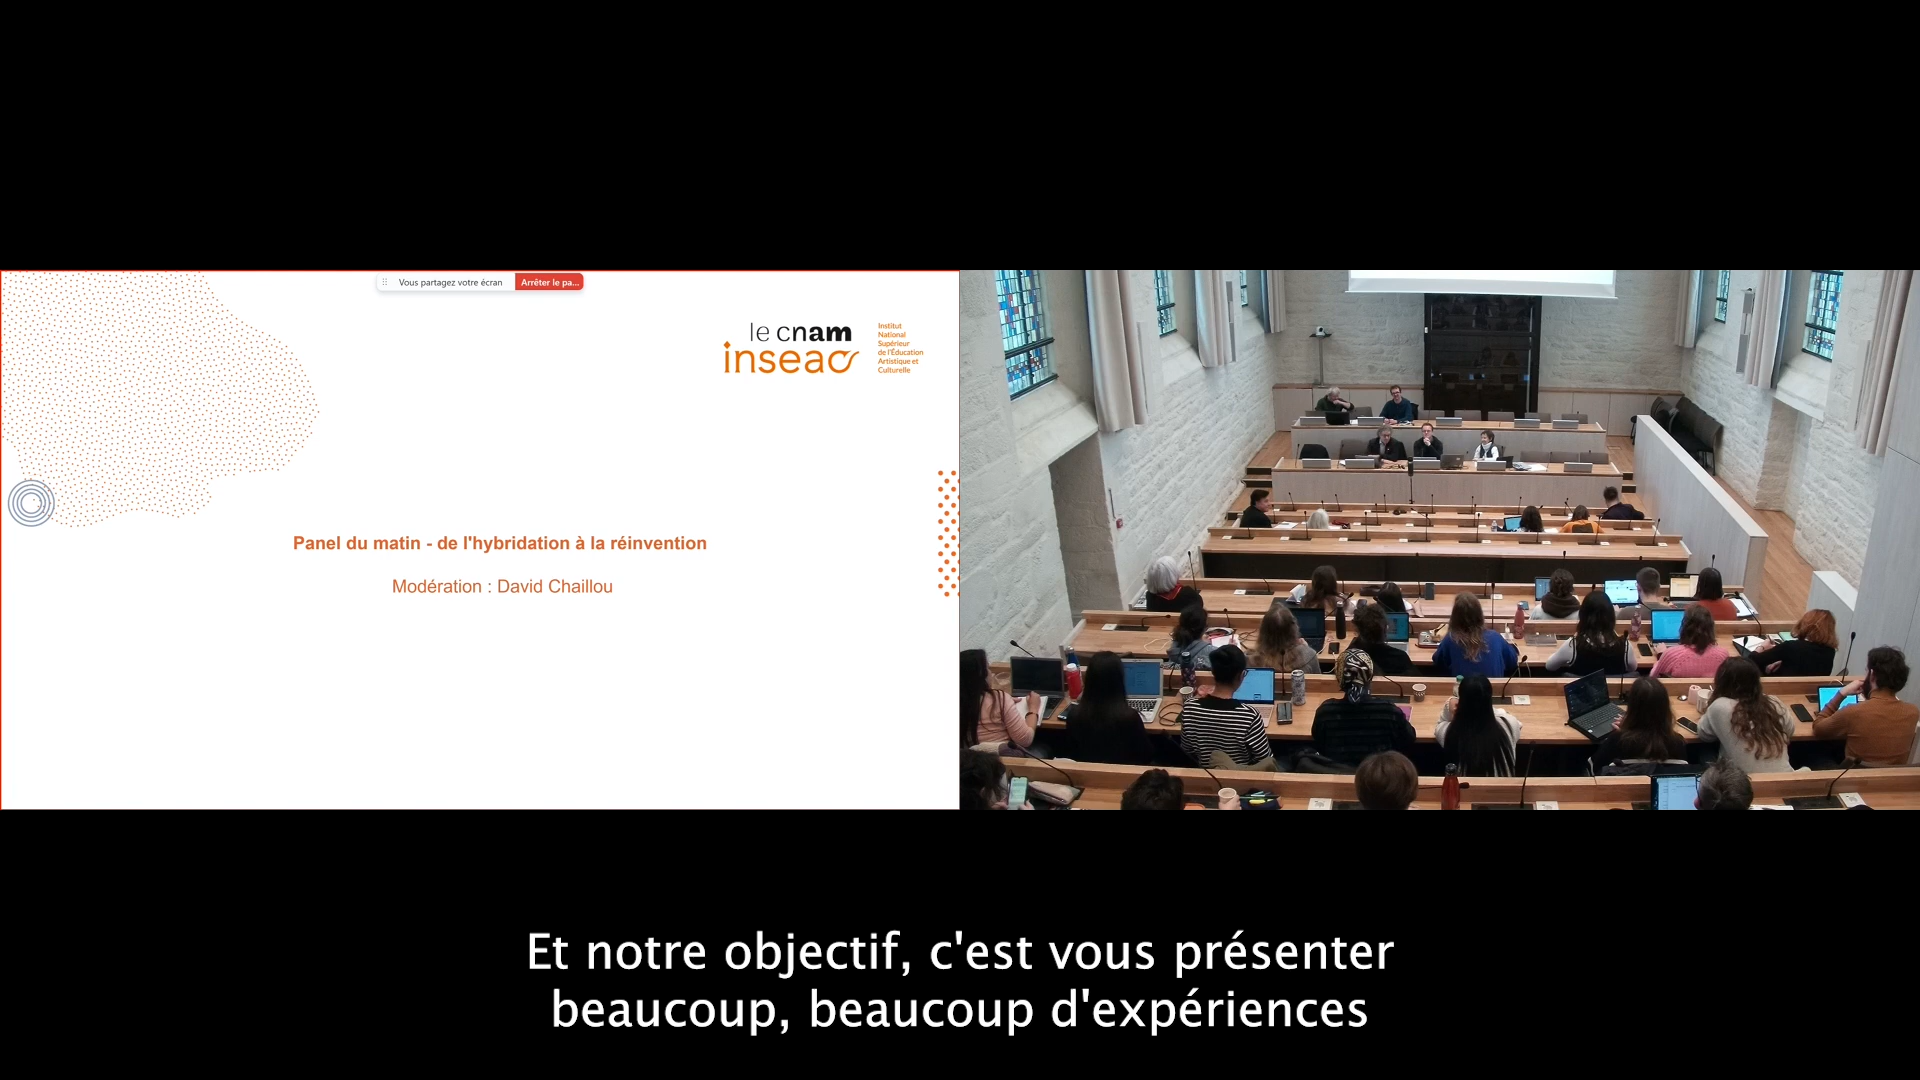 Vous partagez votre écran
Arrêter le pa...
le cnam
inseac
Institut
National
Supérieur
de l'Éducation
Artistique et
Culturelle
Panel du matin - de l'hybridation à la réinvention
Modération : David Chaillou
Et notre objectif, c'est vous présenter
beaucoup, beaucoup d'expériences